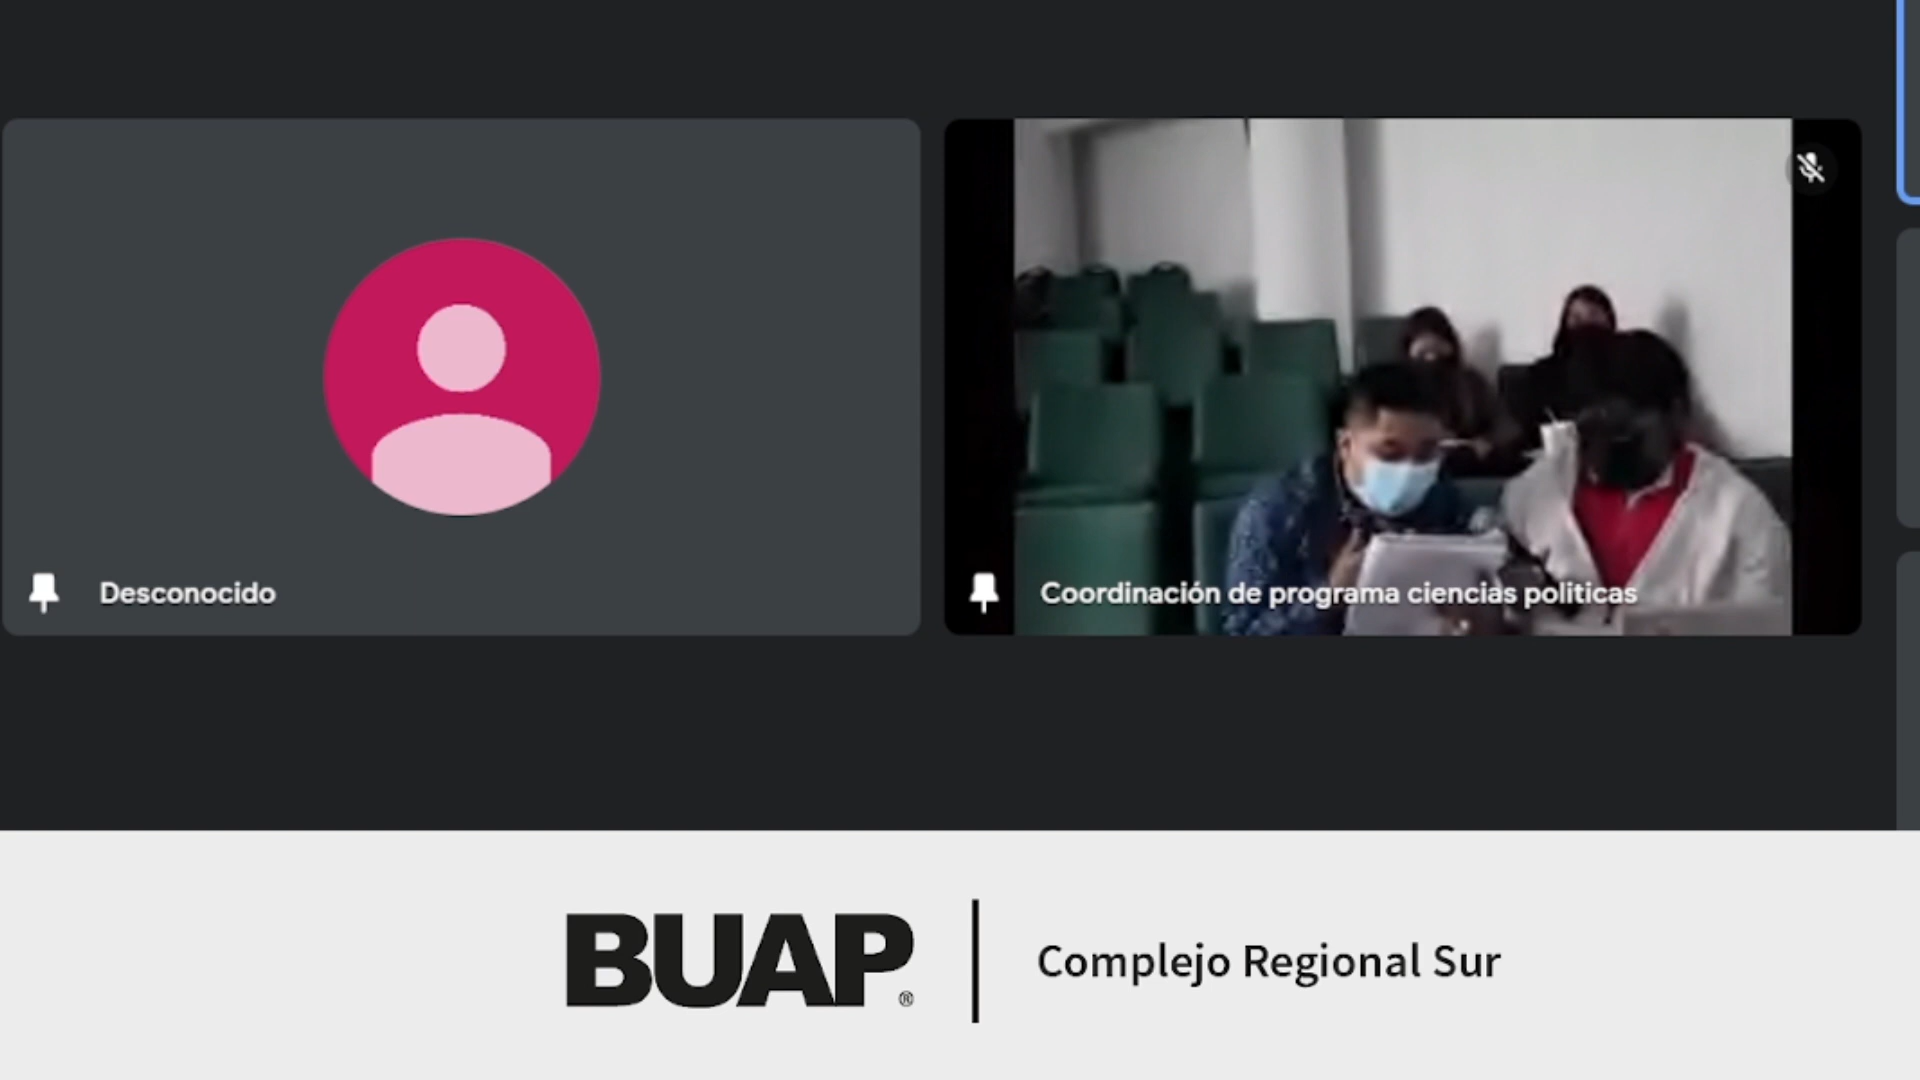 Desconocido
Coordinación de programa ciencias politicas
BUAP®
Complejo Regional Sur